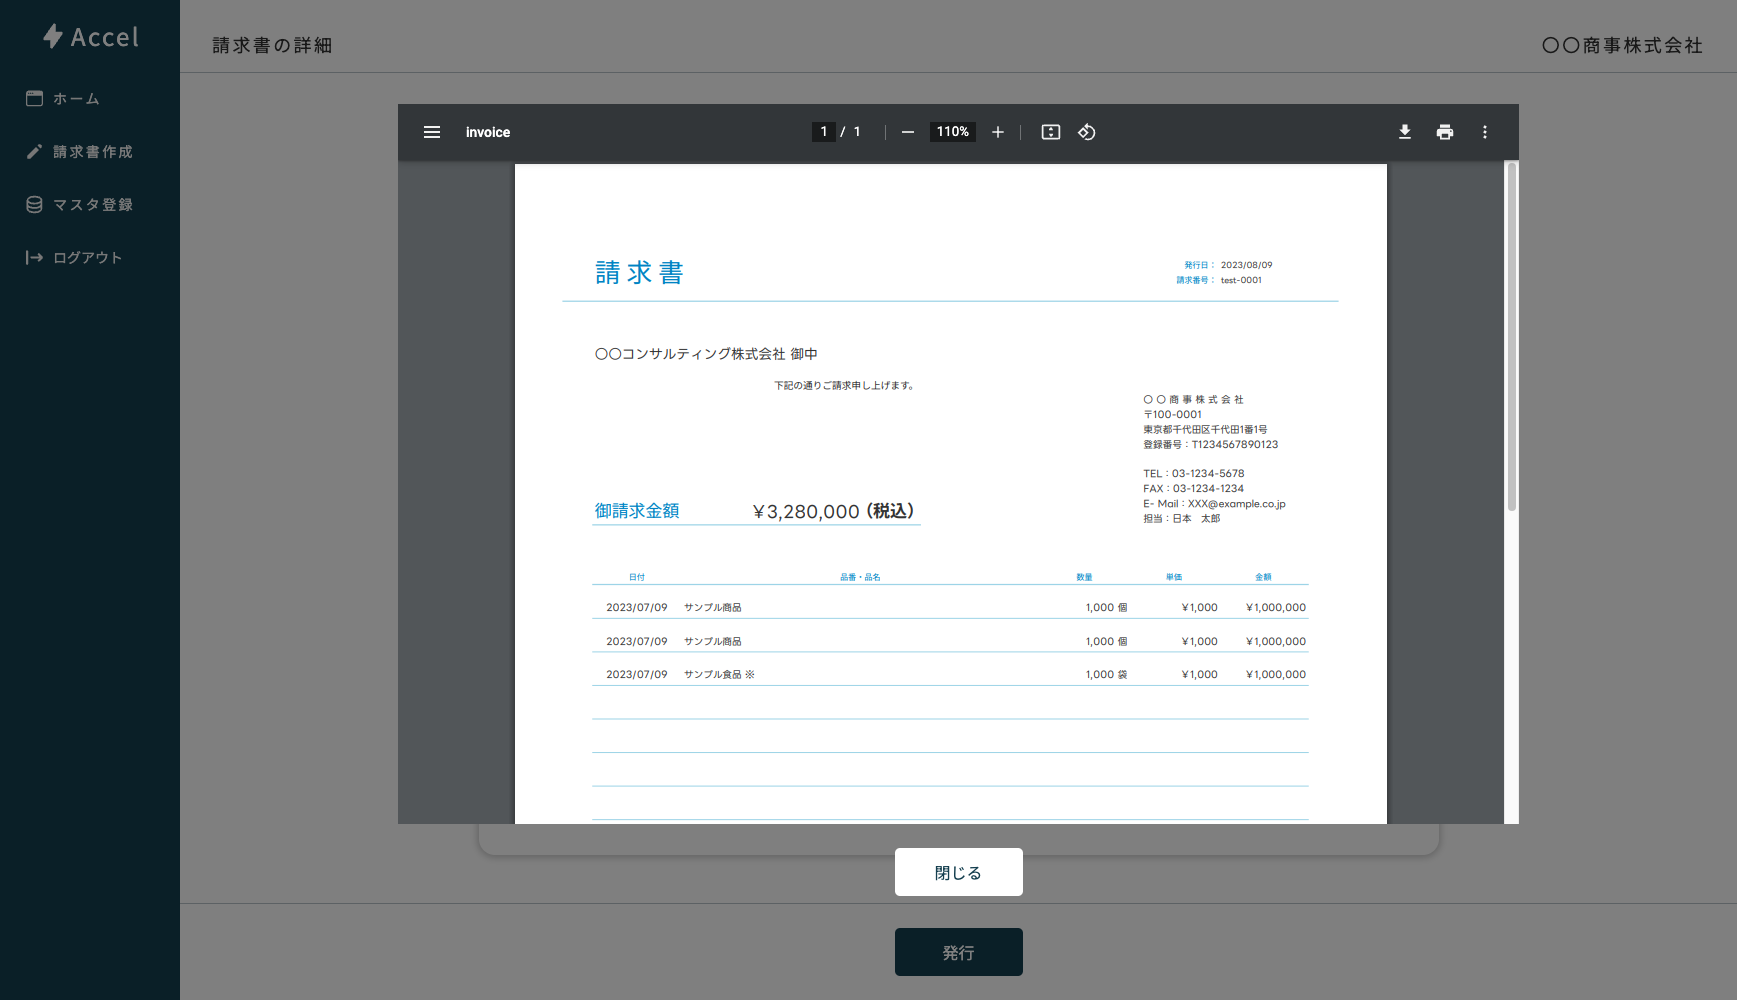 Accel
ホーム
請求書作成
マスタ登録
ログアウト
請求書の詳細
〇〇商事株式会社
invoice
1 / 1
110%
請求書
発行日： 2023/08/09
請求番号： test-0001
〇〇コンサルティング株式会社 御中
下記の通りご請求申し上げます。
〇〇商事株式会社
〒100-0001
東京都千代田区千代田1番1号
登録番号：T1234567890123
TEL：03-1234-5678
FAX：03-1234-1234
E- Mail：XXX@example.co.jp
担当：日本　太郎
御請求金額 ¥3,280,000 (税込)
日付 品番・品名 数量 単価 金額
2023/07/09 サンプル商品 1,000 個 ¥1,000 ¥1,000,000
2023/07/09 サンプル商品 1,000 個 ¥1,000 ¥1,000,000
2023/07/09 サンプル食品 ※ 1,000 袋 ¥1,000 ¥1,000,000
閉じる
発行